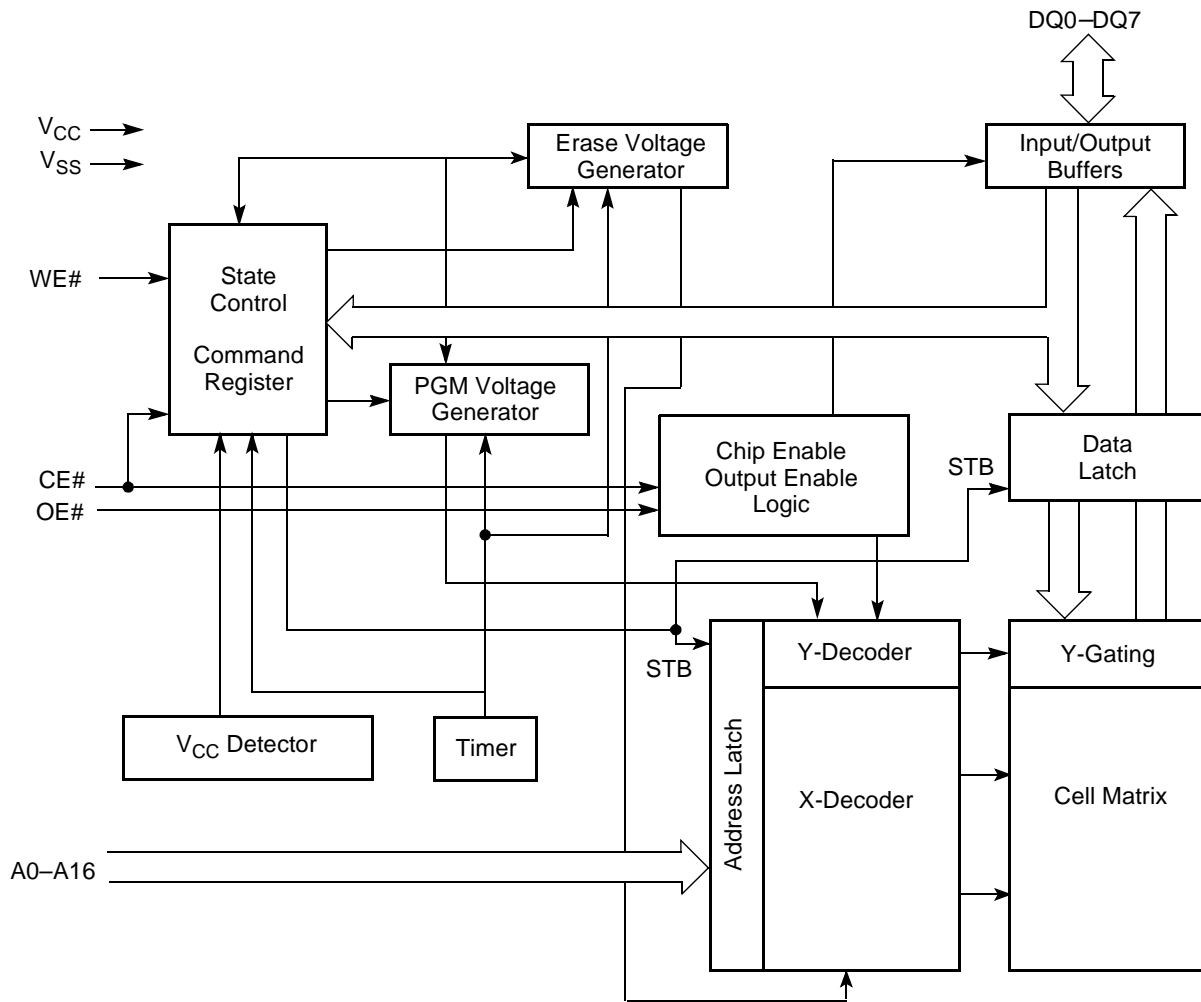 DQ0–DQ7
VCC
VSS
Erase Voltage
Generator
Input/Output
Buffers
WE#
State
Control
Command
Register
PGM Voltage
Generator
Chip Enable
Output Enable
Logic
STB
Data
Latch
CE#
OE#
STB
Y-Decoder
Y-Gating
VCC Detector
Timer
Address Latch
X-Decoder
Cell Matrix
A0–A16